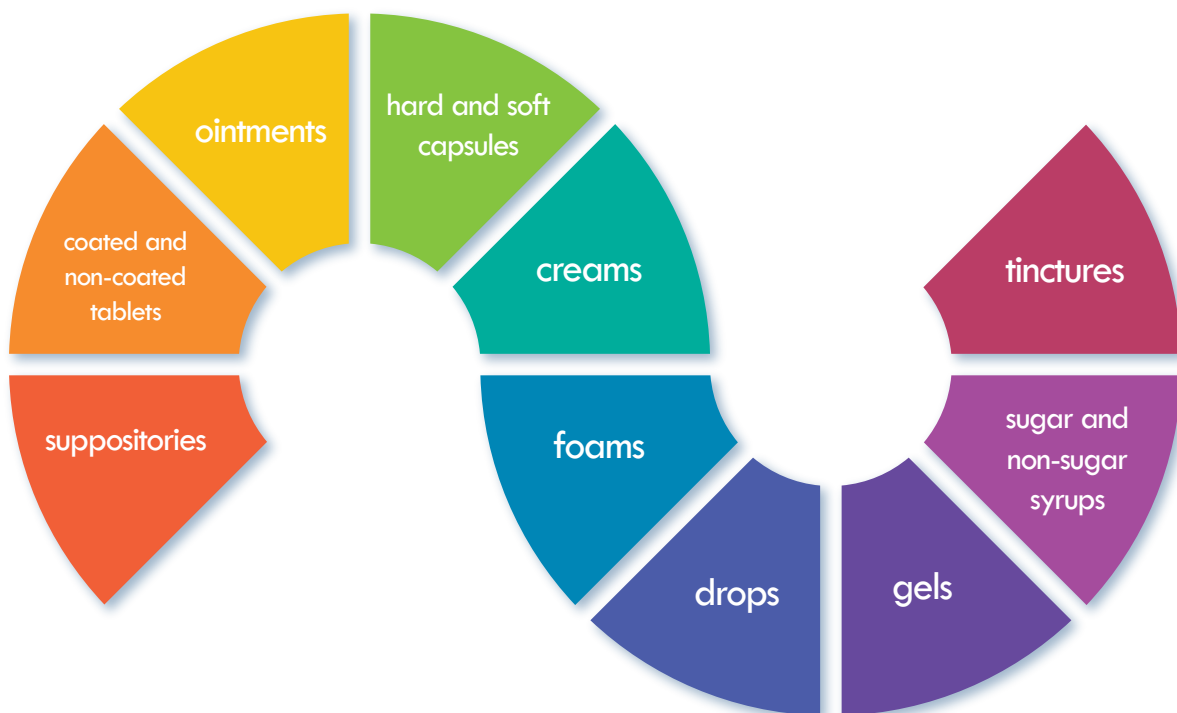 suppositories
coated and
non-coated
tablets
ointments
hard and soft
capsules
creams
foams
drops
gels
sugar and
non-sugar
syrups
tinctures